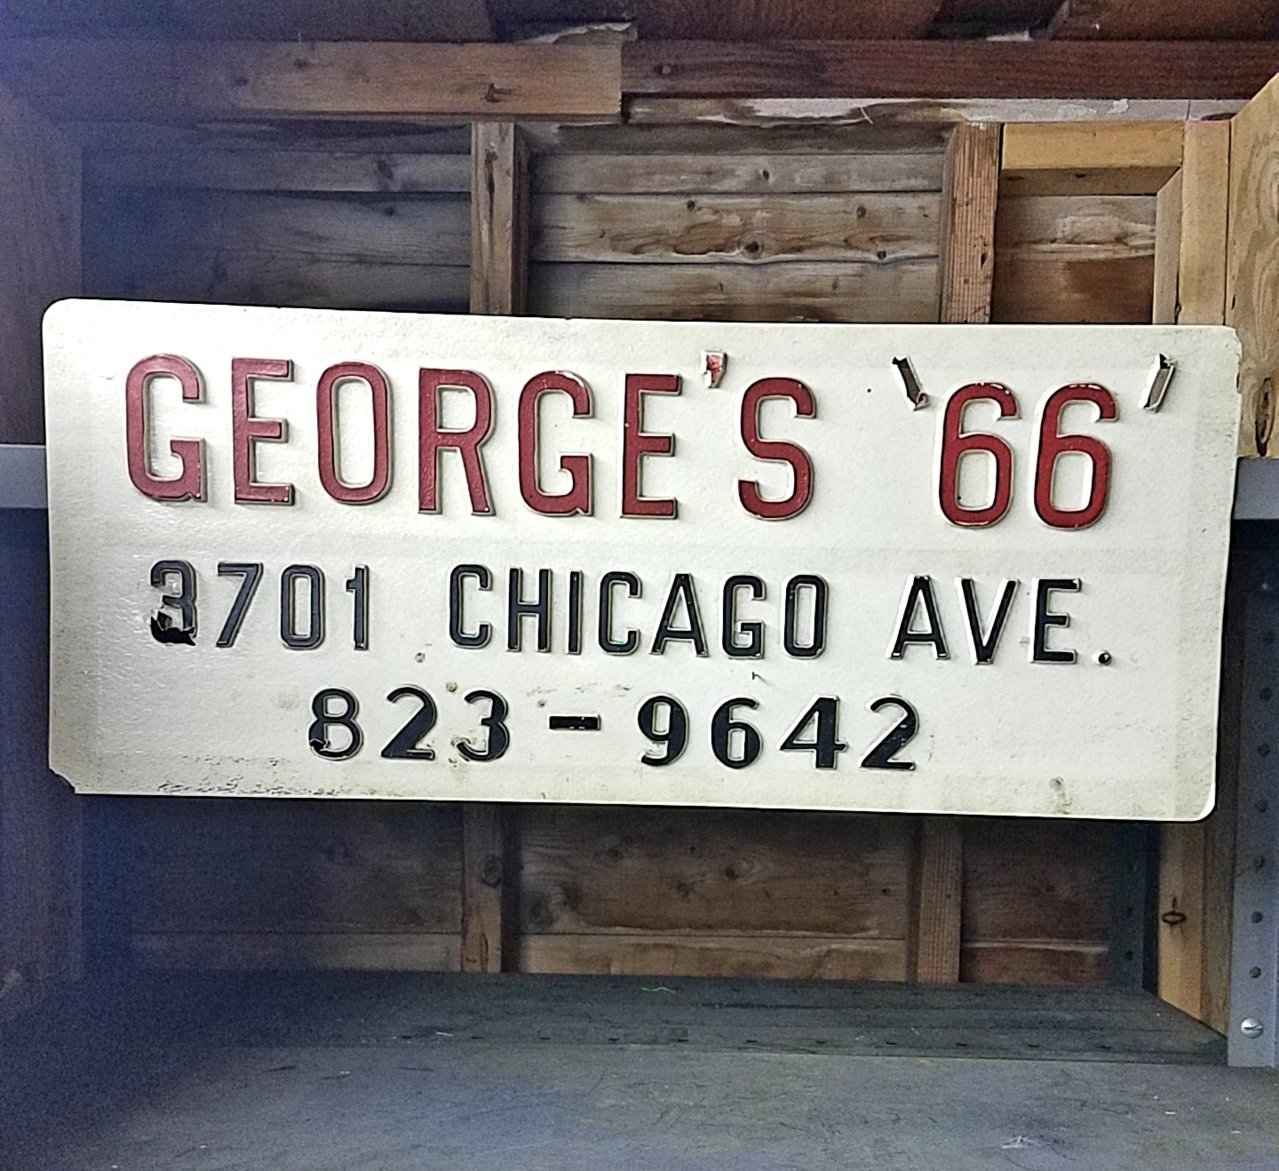 GEORGE'S '66'
3701 CHICAGO AVE.
823-9642